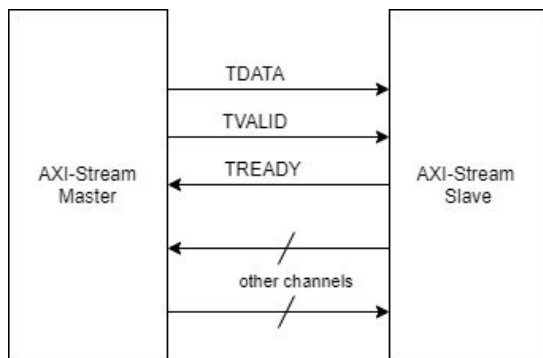 TDATA
TVALID
AXI-Stream
Master
TREADY
AXI-Stream
Slave
other channels